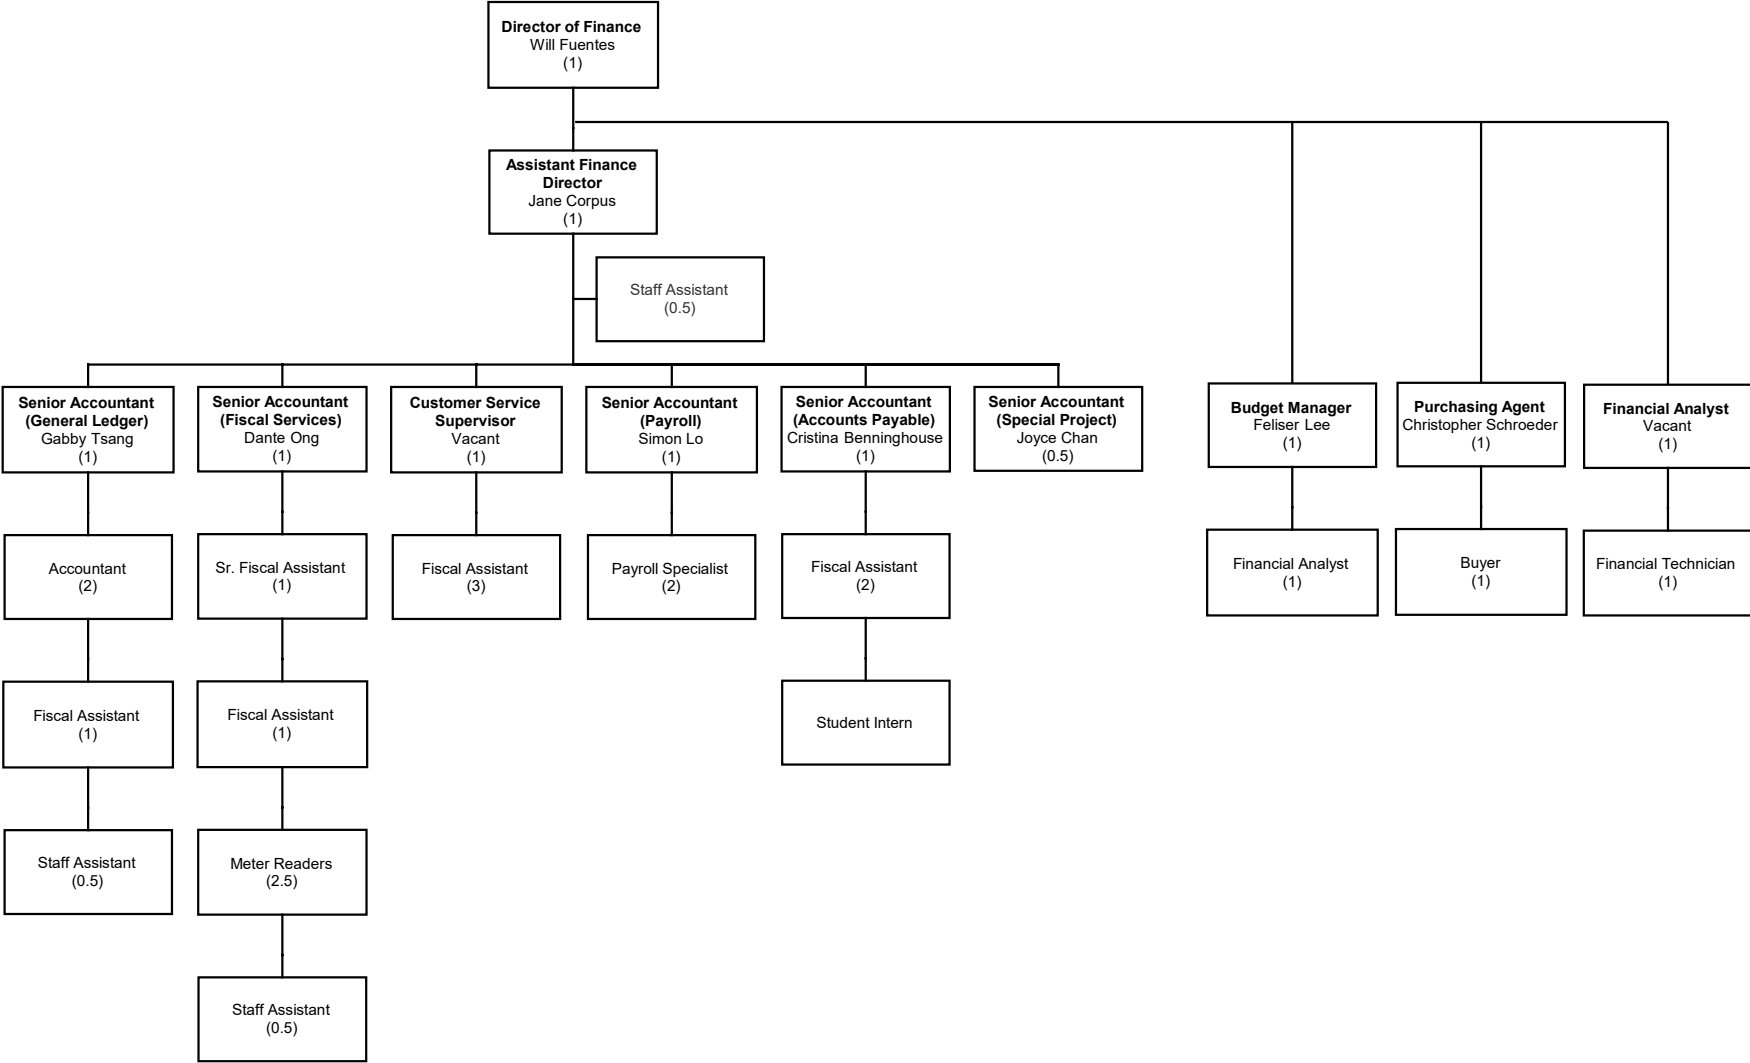 Director of Finance
Will Fuentes
(1)
Assistant Finance
Director
Jane Corpus
(1)
Staff Assistant
(0.5)
Senior Accountant
(General Ledger)
Gabby Tsang
(1)
Senior Accountant
(Fiscal Services)
Dante Ong
(1)
Customer Service
Supervisor
Vacant
(1)
Senior Accountant
(Payroll)
Simon Lo
(1)
Senior Accountant
(Accounts Payable)
Cristina Benninghouse
(1)
Senior Accountant
(Special Project)
Joyce Chan
(0.5)
Budget Manager
Feliser Lee
(1)
Purchasing Agent
Christopher Schroeder
(1)
Financial Analyst
Vacant
(1)
Accountant
(2)
Sr. Fiscal Assistant
(1)
Fiscal Assistant
(3)
Payroll Specialist
(2)
Fiscal Assistant
(2)
Financial Analyst
(1)
Buyer
(1)
Financial Technician
(1)
Fiscal Assistant
(1)
Fiscal Assistant
(1)
Student Intern
Staff Assistant
(0.5)
Meter Readers
(2.5)
Staff Assistant
(0.5)